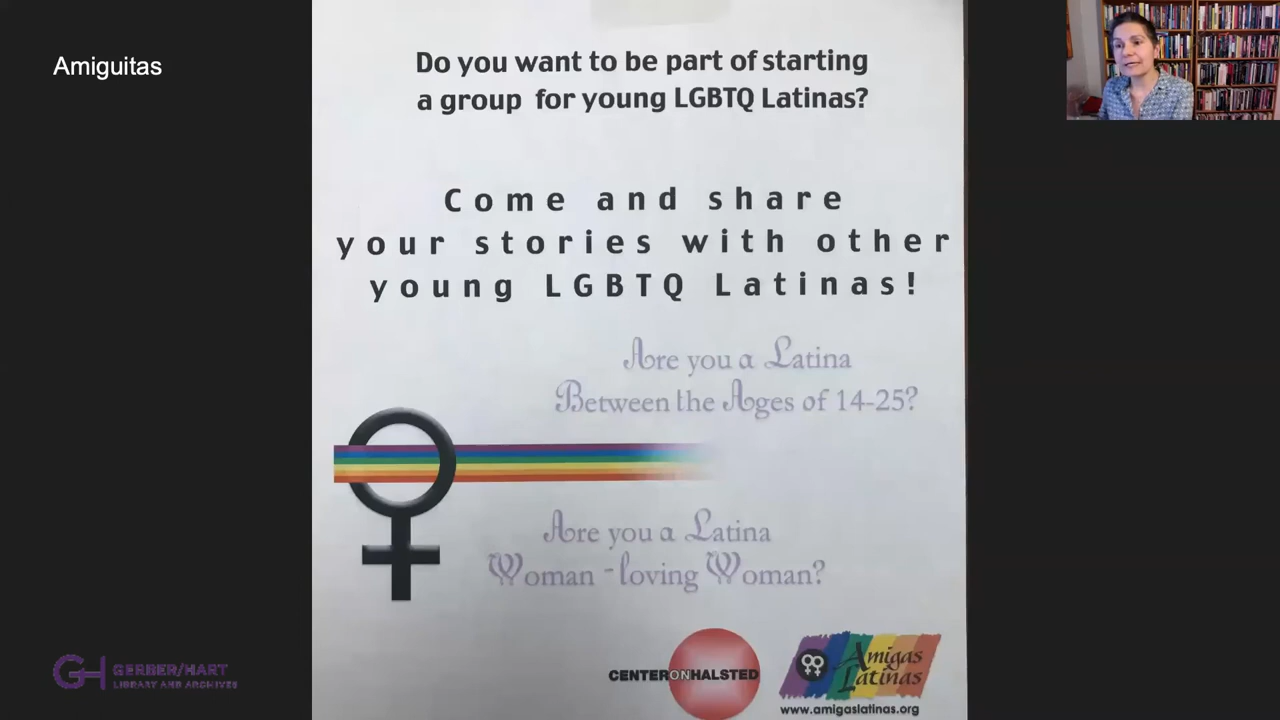 Amiguitas
Do you want to be part of starting
a group for young LGBTQ Latinas?
Come and share
your stories with other
young LGBTQ Latinas!
Are you a Latina
Between the Ages of 14-25?
Are you a Latina
Woman - loving Woman?
CENTERONHALSTED
Amigas
Latinas
www.amigaslatinas.org
GH GERBER/HART
LIBRARY AND ARCHIVES